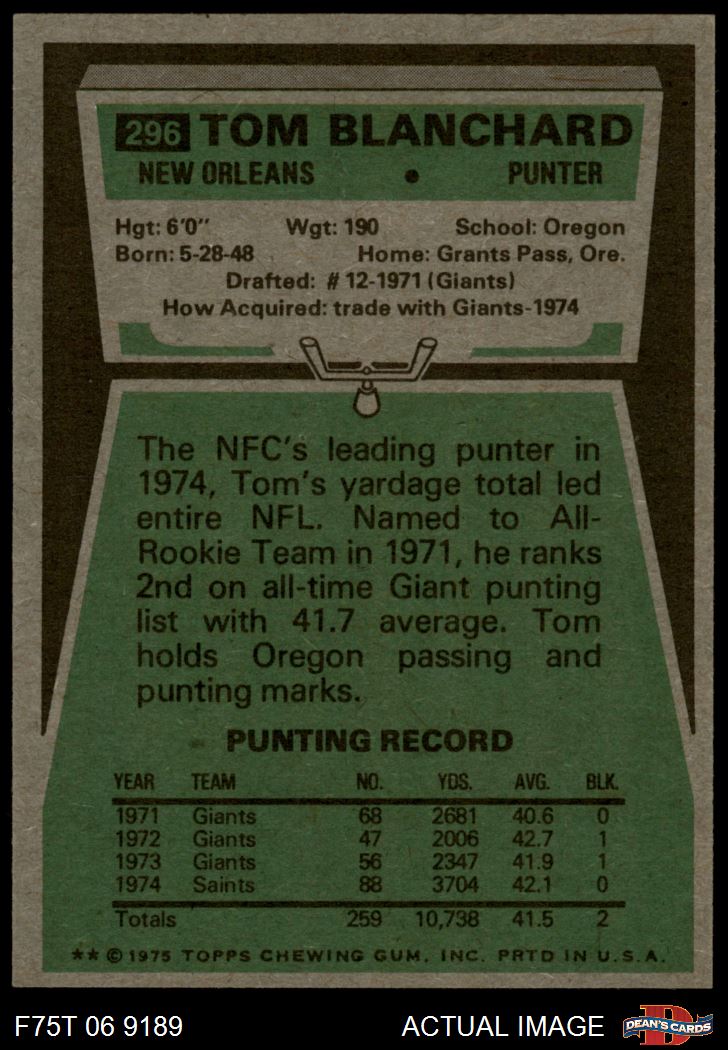 296 TOM BLANCHARD
NEW ORLEANS • PUNTER
Hgt: 6'0" Wgt: 190 School: Oregon
Born: 5-28-48 Home: Grants Pass, Ore.
Drafted: # 12-1971 (Giants)
How Acquired: trade with Giants-1974
The NFC's leading punter in
1974, Tom's yardage total led
entire NFL. Named to All-
Rookie Team in 1971, he ranks
2nd on all-time Giant punting
list with 41.7 average. Tom
holds Oregon passing and
punting marks.
PUNTING RECORD
YEAR TEAM NO. YDS. AVG. BLK.
1971 Giants 68 2681 40.6 0
1972 Giants 47 2006 42.7 1
1973 Giants 56 2347 41.9 1
1974 Saints 88 3704 42.1 0
Totals 259 10,738 41.5 2
** © 1975 TOPPS CHEWING GUM, INC. PRTD IN U.S.A.
F75T 06 9189 ACTUAL IMAGE D DEAN'S CARDS